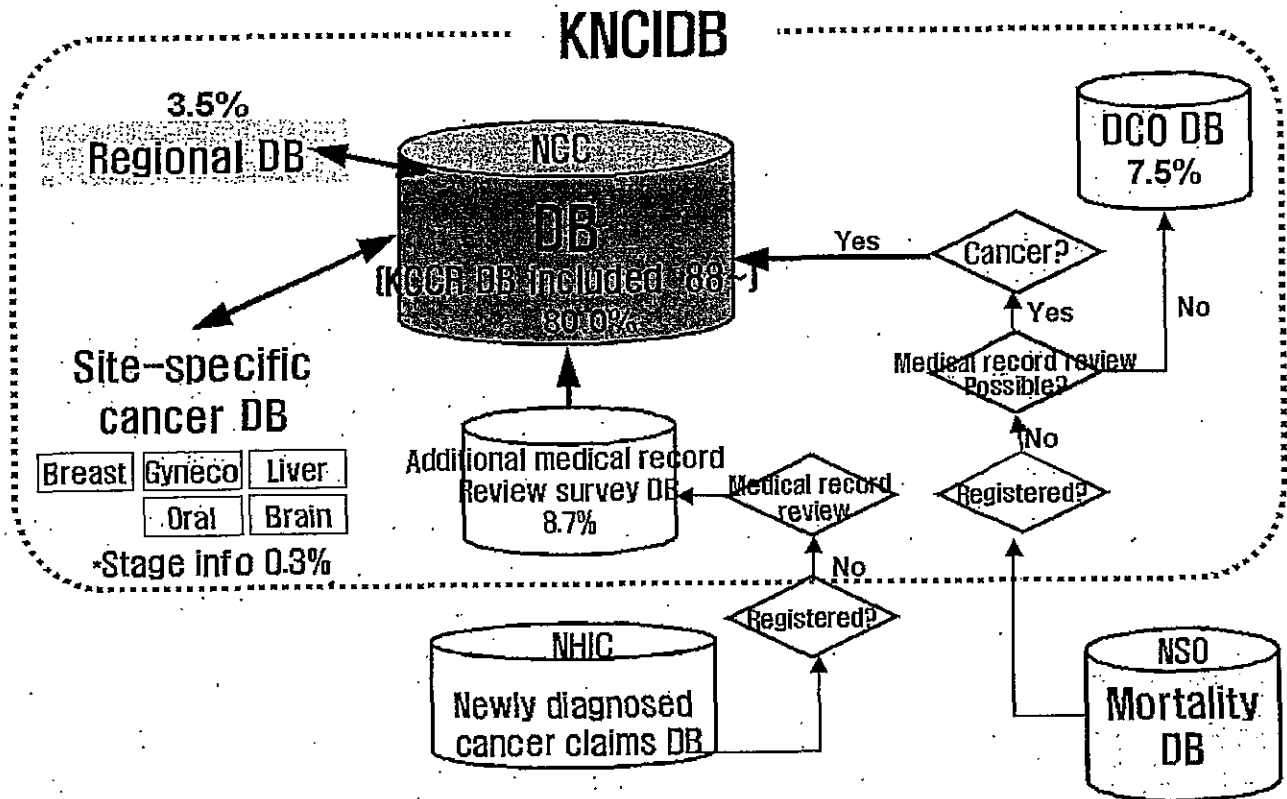 KNCIDB
3.5%
Regional DB
NCC
DB
(KCCR DB included 88~)
80.0%
DCO DB
7.5%
Yes
Cancer?
Yes
No
Medical record review
Possible?
No
Registered?
Site-specific
cancer DB
Breast Gyneco Liver
Oral Brain
*Stage info 0.3%
Additional medical record
Review survey DB
8.7%
Medical record
review
No
Registered?
NHIC
Newly diagnosed
cancer claims DB
NSO
Mortality
DB